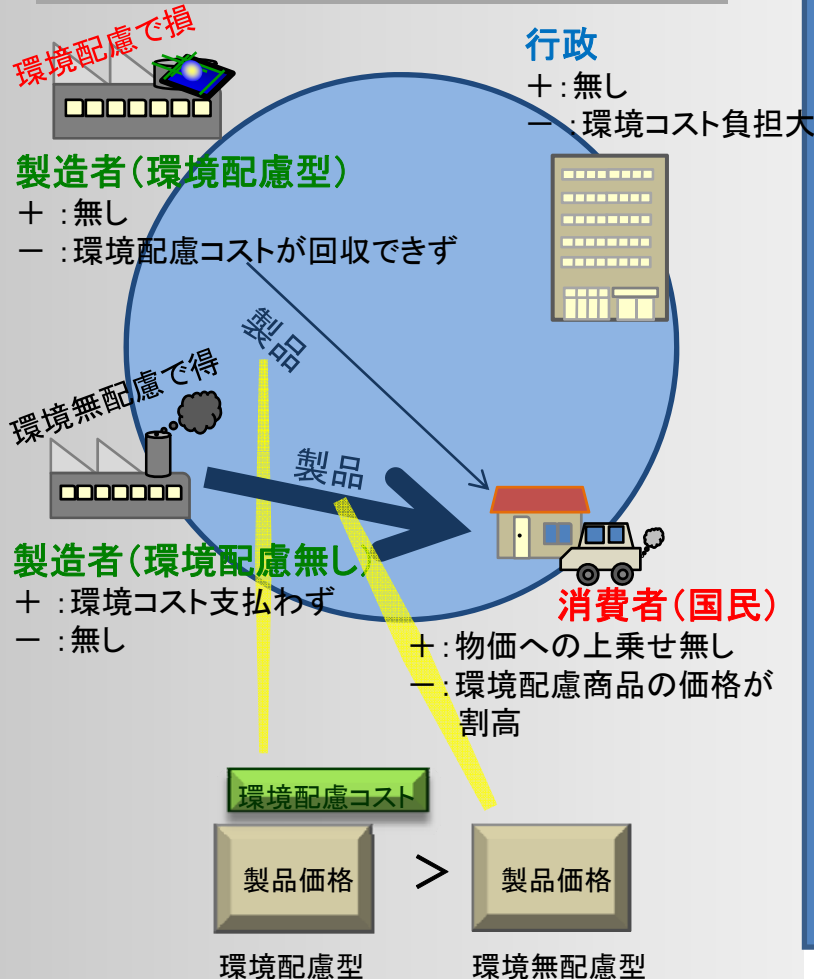 環境配慮で損
製造者(環境配慮型)
+ :無し
- :環境配慮コストが回収できず
行政
+:無し
- :環境コスト負担大
製品
環境無配慮で得
製品
製造者(環境配慮無し)
+ :環境コスト支払わず
- :無し
消費者(国民)
+:物価への上乗せ無し
-:環境配慮商品の価格が
割高
環境配慮コスト
製品価格 > 製品価格
環境配慮型 環境無配慮型